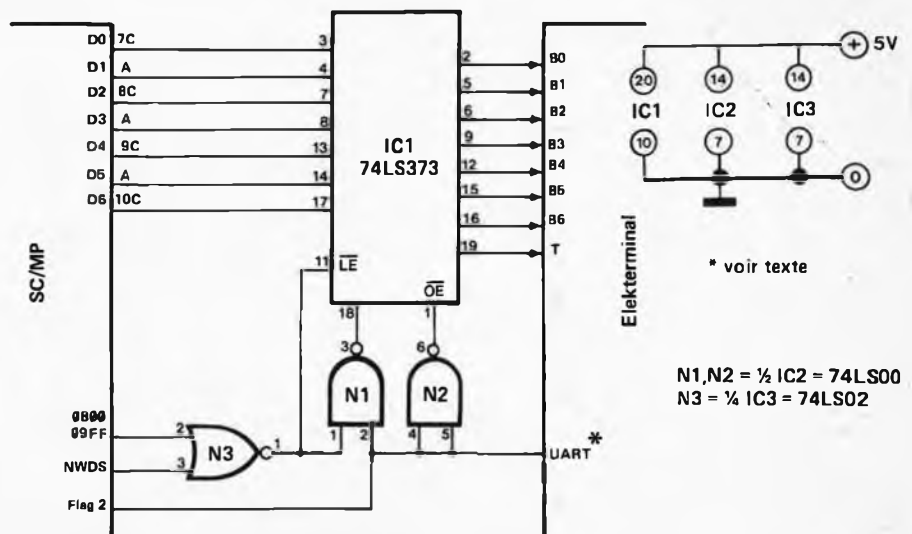 D0 7C
D1 A
D2 8C
D3 A
D4 9C
D5 A
D6 10C
SC/MP
3
4
7
8
13
14
17
11
IC1
74LS373
LE
OE
18
1
2
5
6
9
12
15
16
19
B0
B1
B2
B3
B4
B5
B6
T
Elekterminal
+ 5V
20
14
14
IC1
IC2
IC3
10
7
7
0
* voir texte
N1,N2 = ½ IC2 = 74LS00
N3 = ¼ IC3 = 74LS02
3
N1
1
2
6
N2
4
5
09FF
NWDS
Flag 2
2
3
N3
1
UART*